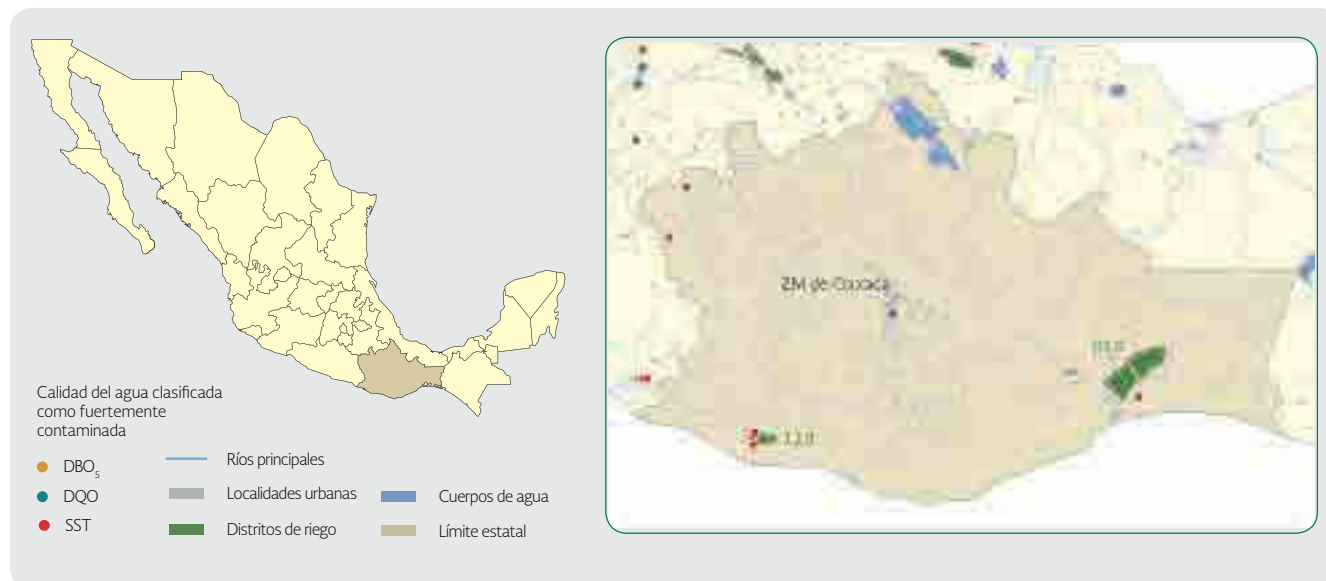 Calidad del agua clasificada
como fuertemente
contaminada
DBO5
DQO
SST
Ríos principales
Localidades urbanas
Distritos de riego
Cuerpos de agua
Límite estatal
ZM de Oaxaca